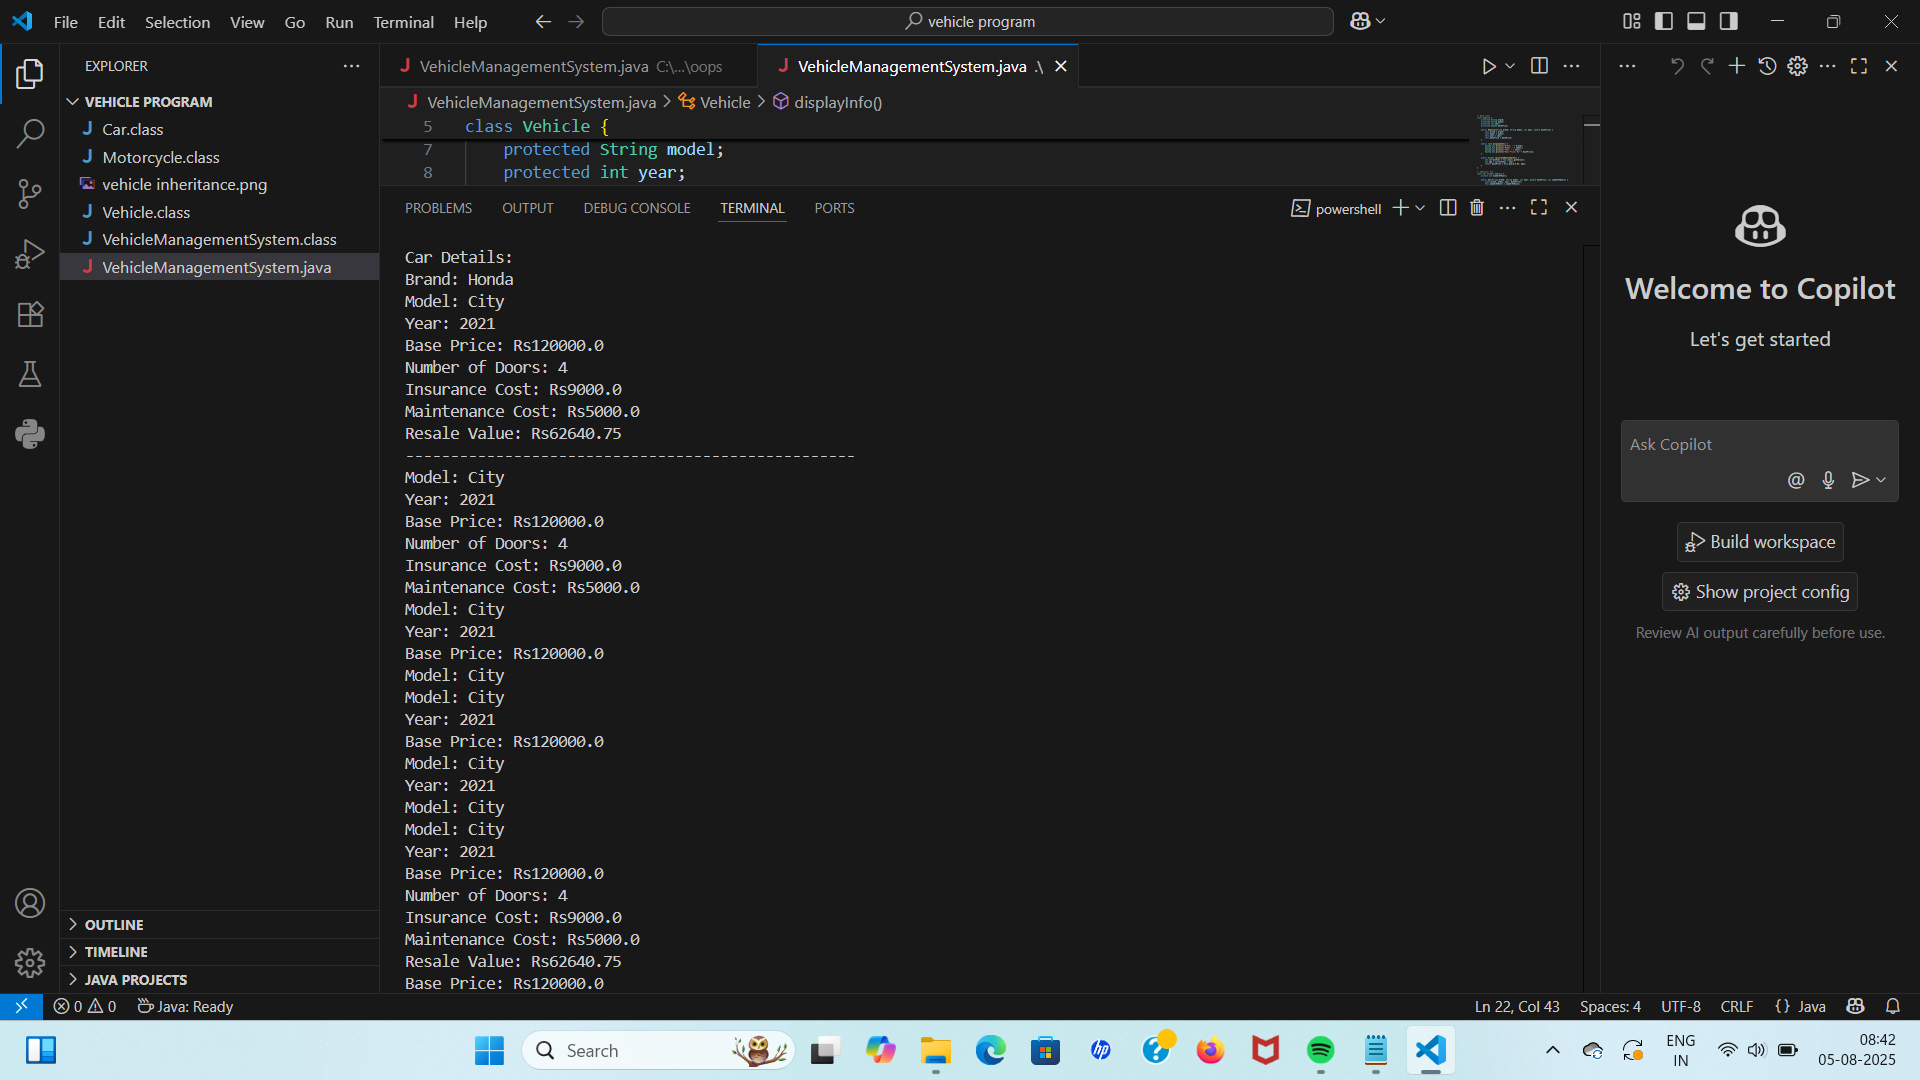 File Edit Selection View Go Run Terminal Help
vehicle program
EXPLORER
VEHICLE PROGRAM
Car.class
Motorcycle.class
vehicle inheritance.png
Vehicle.class
VehicleManagementSystem.class
VehicleManagementSystem.java
OUTLINE
TIMELINE
JAVA PROJECTS
VehicleManagementSystem.java C:\...\oops
VehicleManagementSystem.java .\
VehicleManagementSystem.java > Vehicle > displayInfo()
5 class Vehicle {
7 protected String model;
8 protected int year;
PROBLEMS OUTPUT DEBUG CONSOLE TERMINAL PORTS
powershell
Car Details:
Brand: Honda
Model: City
Year: 2021
Base Price: Rs120000.0
Number of Doors: 4
Insurance Cost: Rs9000.0
Maintenance Cost: Rs5000.0
Resale Value: Rs62640.75
--------------------------------------------------
Model: City
Year: 2021
Base Price: Rs120000.0
Number of Doors: 4
Insurance Cost: Rs9000.0
Maintenance Cost: Rs5000.0
Model: City
Year: 2021
Base Price: Rs120000.0
Model: City
Model: City
Year: 2021
Base Price: Rs120000.0
Model: City
Year: 2021
Model: City
Model: City
Year: 2021
Base Price: Rs120000.0
Number of Doors: 4
Insurance Cost: Rs9000.0
Maintenance Cost: Rs5000.0
Resale Value: Rs62640.75
Base Price: Rs120000.0
Welcome to Copilot
Let's get started
Ask Copilot
Build workspace
Show project config
Review AI output carefully before use.
0 0 Java: Ready
Ln 22, Col 43 Spaces: 4 UTF-8 CRLF {} Java
Search
hp
ENG
IN
08:42
05-08-2025